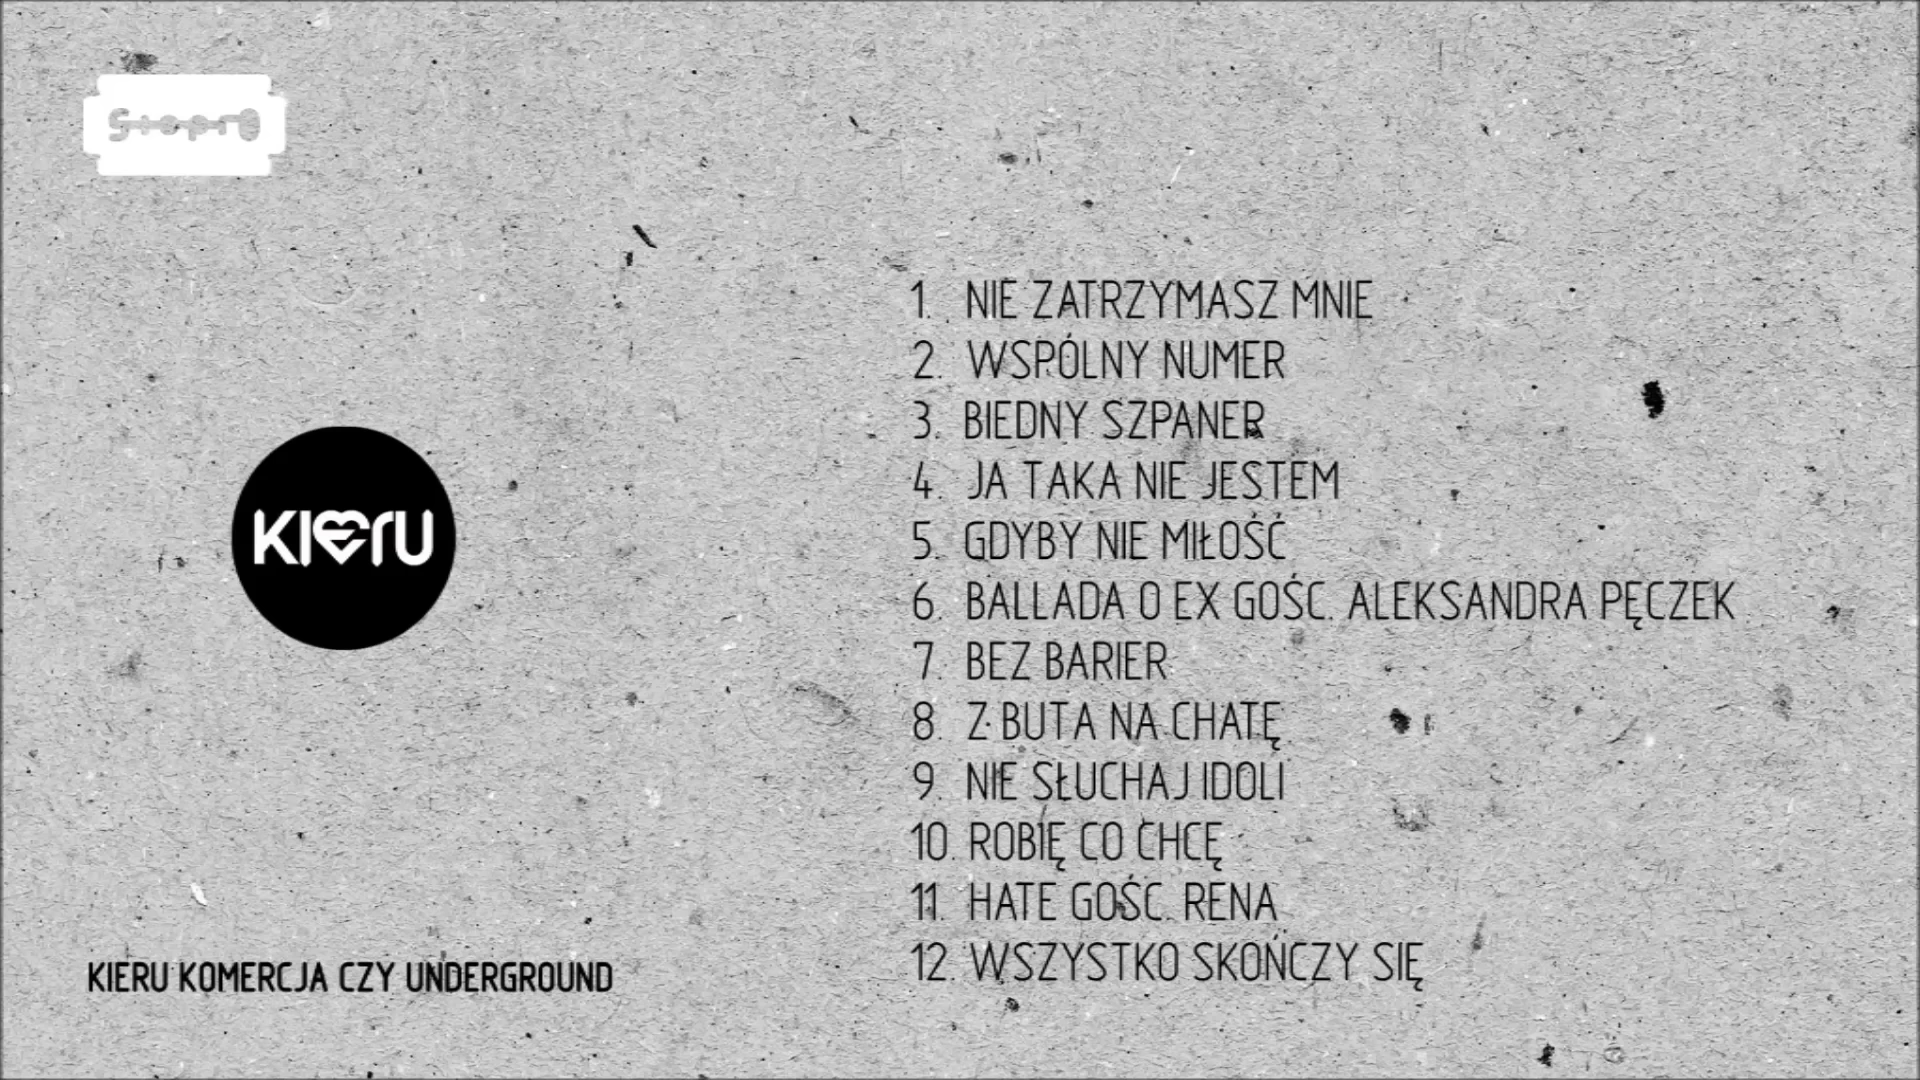 Siepro
1. NIE ZATRZYMASZ MNIE
2. WSPÓLNY NUMER
3. BIEDNY SZPANER
4. JA TAKA NIE JESTEM
5. GDYBY NIE MIŁOŚĆ
KIERU
6. BALLADA O EX GOŚC. ALEKSANDRA PĘCZEK
7. BEZ BARIER
8. Z BUTA NA CHATĘ
9. NIE SŁUCHAJ IDOLI
10. ROBIĘ CO CHCĘ
11. HATE GOŚC. RENA
12. WSZYSTKO SKOŃCZY SIĘ
KIERU KOMERCJA CZY UNDERGROUND